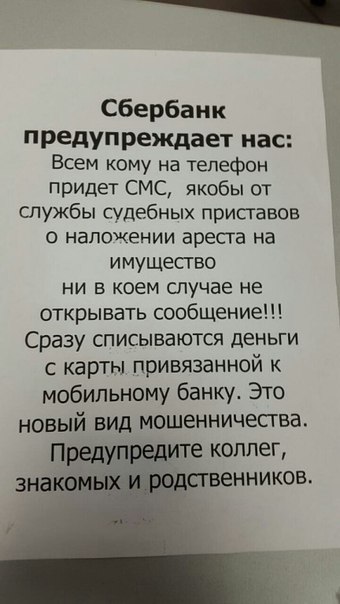 Сбербанк
предупреждает нас:
Всем кому на телефон
придет СМС,  якобы от
службы судебных приставов
о наложении ареста на
имущество
ни в коем случае не
открывать сообщение!!!
Сразу списываются деньги
с карты привязанной к
мобильному банку. Это
новый вид мошенничества.
Предупредите коллег,
знакомых и родственников.